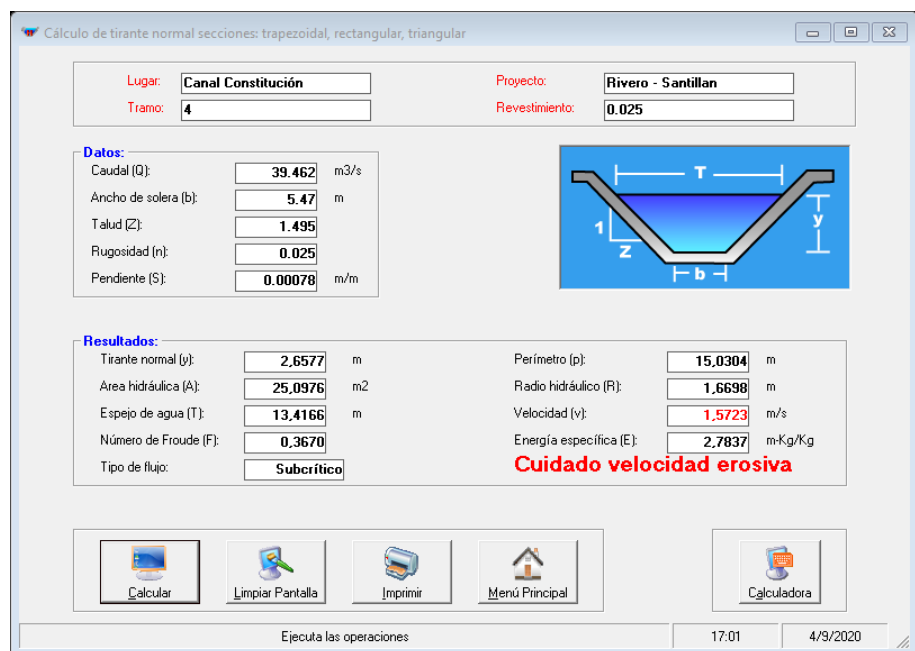 Cálculo de tirante normal secciones: trapezoidal, rectangular, triangular
Lugar: Canal Constitución Proyecto: Rivero - Santillan
Tramo: 4 Revestimiento: 0.025
Datos:
Caudal (Q): 39.462 m3/s
Ancho de solera (b): 5.47 m
Talud (Z): 1.495
Rugosidad (n): 0.025
Pendiente (S): 0.00078 m/m
T
y
1
Z
b
Resultados:
Tirante normal (y): 2,6577 m Perímetro (p): 15,0304 m
Area hidráulica (A): 25,0976 m2 Radio hidráulico (R): 1,6698 m
Espejo de agua (T): 13,4166 m Velocidad (v): 1,5723 m/s
Número de Froude (F): 0,3670 Energía específica (E): 2,7837 m-Kg/Kg
Tipo de flujo: Subcrítico Cuidado velocidad erosiva
Calcular Limpiar Pantalla Imprimir Menú Principal Calculadora
Ejecuta las operaciones 17:01 4/9/2020